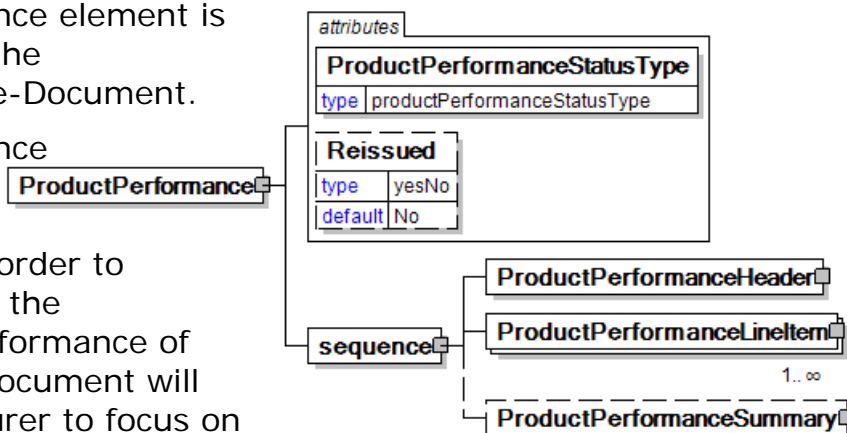 nce element is
the
e-Document.
nce
order to
the
formance of
ocument will
urer to focus on
attributes
ProductPerformanceStatusType
type productPerformanceStatusType
Reissued
type yesNo
default No
ProductPerformance
sequence
ProductPerformanceHeader
ProductPerformanceLineItem
1.. ∞
ProductPerformanceSummary